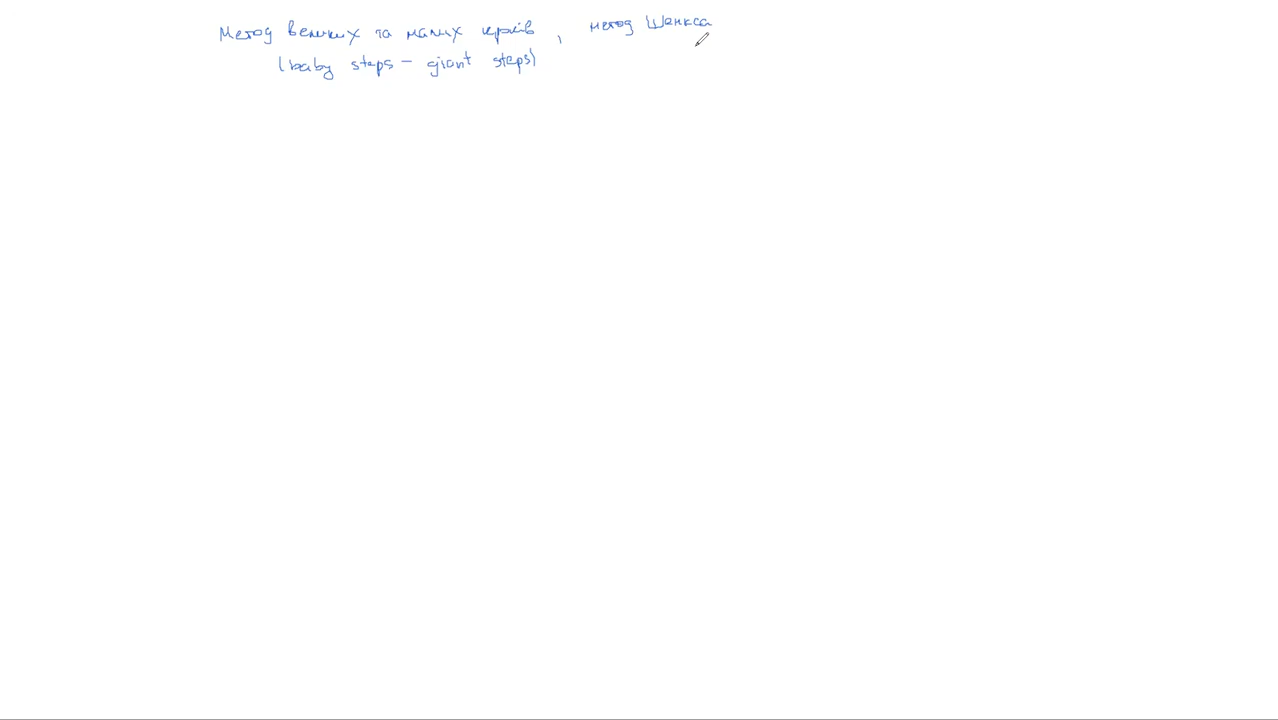 Метод великих та малих кроків, метод Шенкса
(baby steps – giant steps)